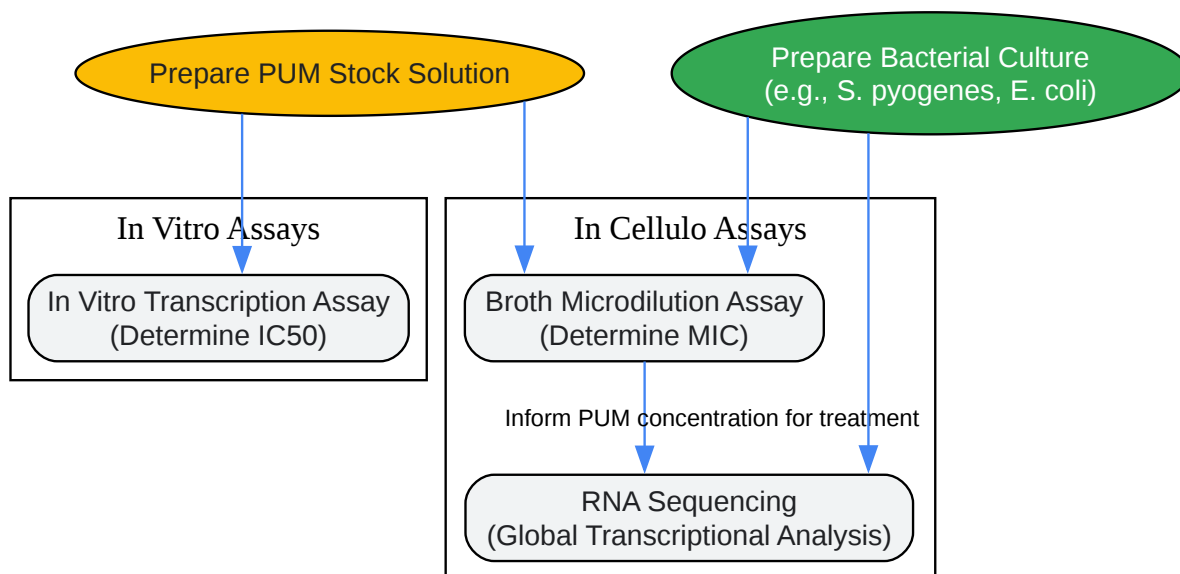 Prepare PUM Stock Solution
Prepare Bacterial Culture
(e.g., S. pyogenes, E. coli)
In Vitro Assays
In Vitro Transcription Assay
(Determine IC50)
In Cellulo Assays
Broth Microdilution Assay
(Determine MIC)
Inform PUM concentration for treatment
RNA Sequencing
(Global Transcriptional Analysis)